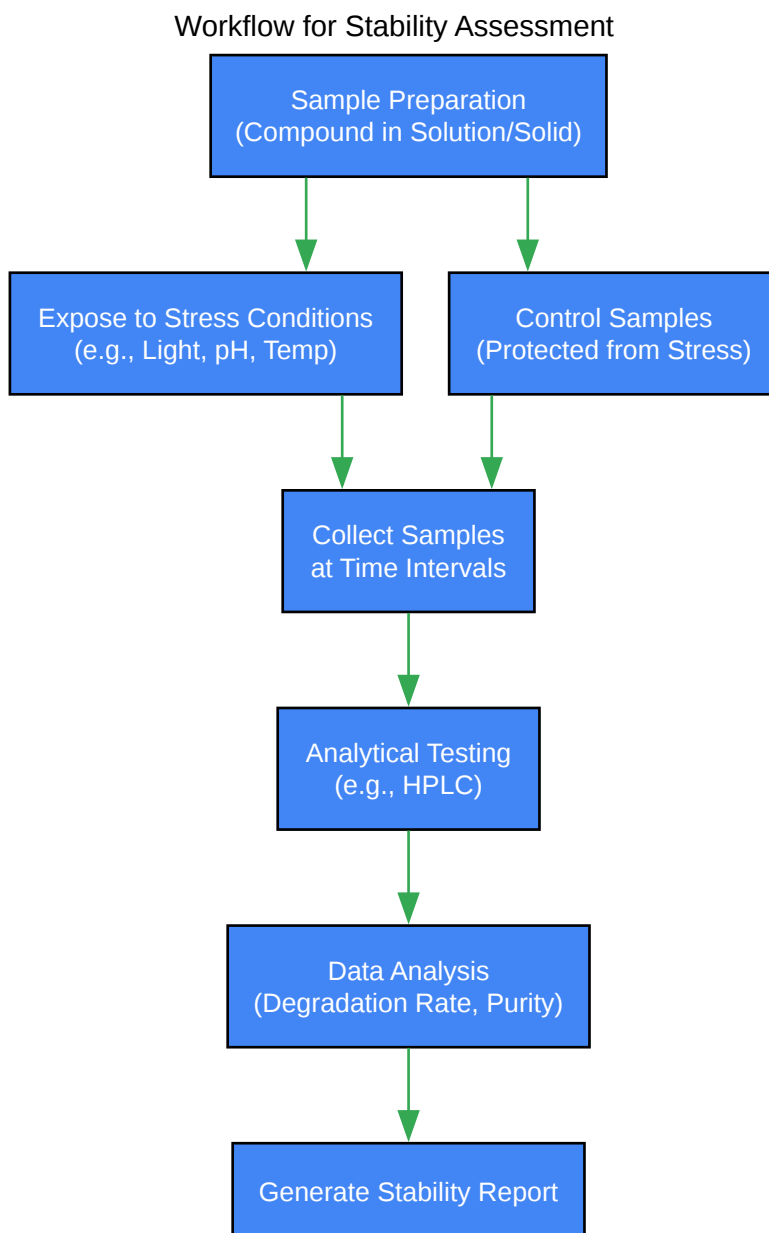 Workflow for Stability Assessment
Sample Preparation
(Compound in Solution/Solid)
Expose to Stress Conditions
(e.g., Light, pH, Temp)
Control Samples
(Protected from Stress)
Collect Samples
at Time Intervals
Analytical Testing
(e.g., HPLC)
Data Analysis
(Degradation Rate, Purity)
Generate Stability Report